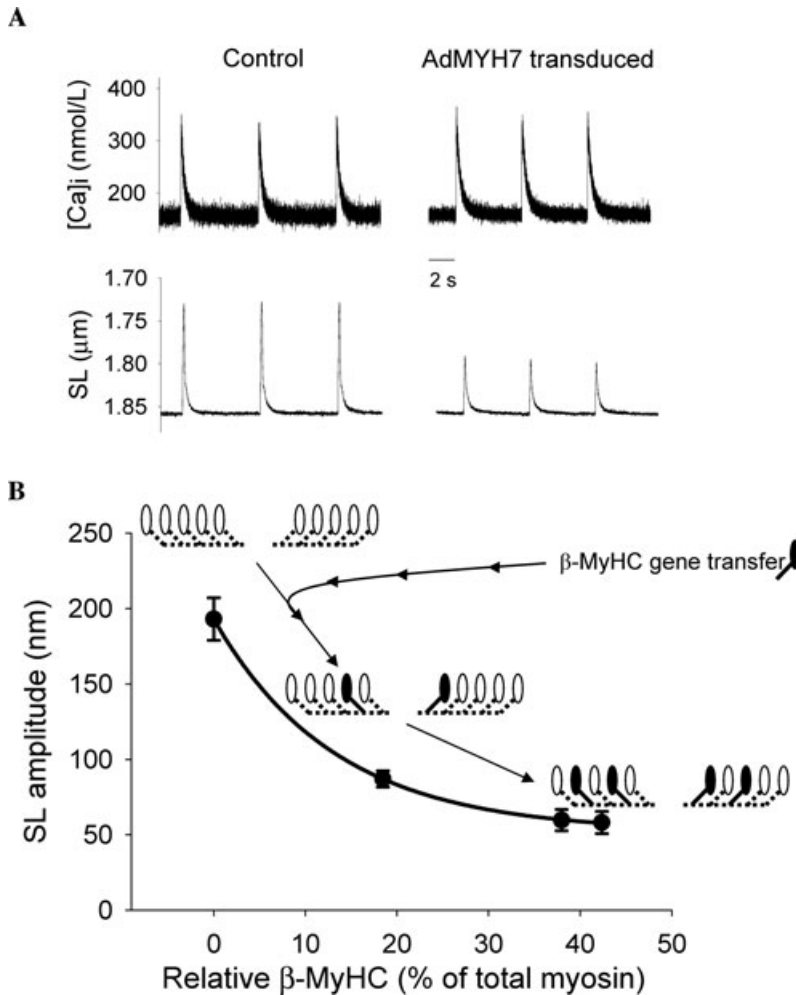 A
Control
AdMYH7 transduced
[Ca]i (nmol/L)
400
300
200
2 s
SL (μm)
1.70
1.75
1.80
1.85
B
SL amplitude (nm)
250
200
150
100
50
0
β-MyHC gene transfer
0 10 20 30 40 50
Relative β-MyHC (% of total myosin)